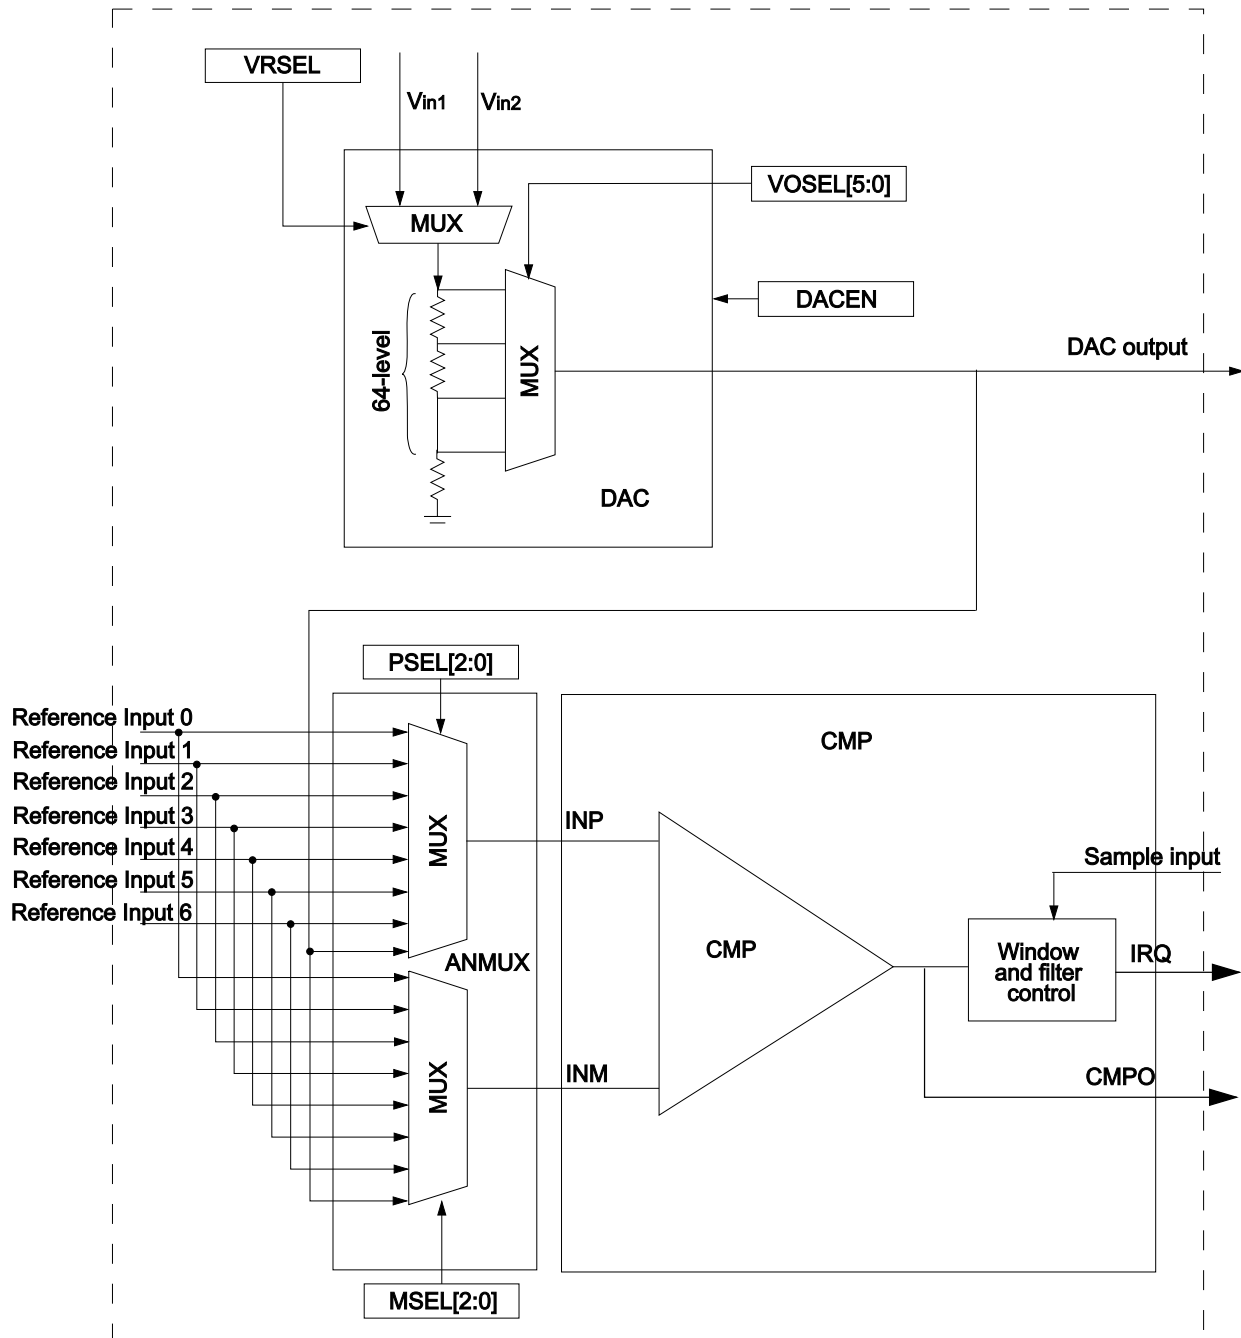 VRSEL
Vin1
Vin2
VOSEL[5:0]
MUX
DACEN
64-level
MUX
DAC output
DAC
PSEL[2:0]
Reference Input 0
Reference Input 1
Reference Input 2
Reference Input 3
Reference Input 4
Reference Input 5
Reference Input 6
MUX
ANMUX
MUX
MSEL[2:0]
INP
INM
CMP
CMP
Sample input
Window
and filter
control
IRQ
CMPO